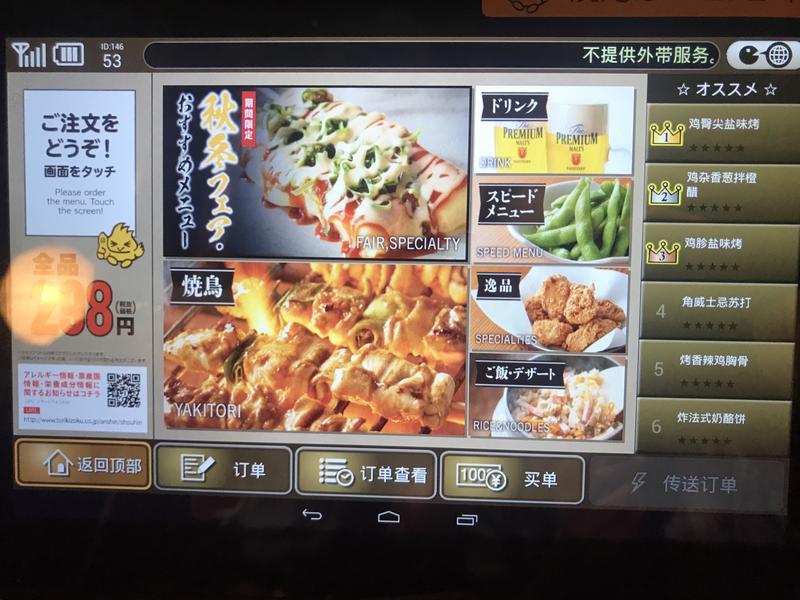 ID:146
53
不提供外带服务。
ご注文を
どうぞ！
画面をタッチ
Please order
the menu. Touch
the screen!
全品
298円
(税抜価格)
アレルギー情報・原産国
情報・栄養成分情報に
関するお知らせはコチラ
URL
http://www.torikizoku.co.jp/anshin/shouhin
期間限定
秋冬フェア・
おすすめメニュー
FAIR,SPECIALTY
焼鳥
YAKITORI
ドリンク
The
PREMIUM
MALT'S
The
PREMIUM
MALT'S
DRINK
スピード
メニュー
SPEED MENU
逸品
SPECIALTIES
ご飯・デザート
RICE&NOODLES
☆ オススメ ☆
1
鸡臀尖盐味烤
★★★★★
2
鸡杂香葱拌橙
醋
★★★★★
3
鸡胗盐味烤
★★★★★
4
角威士忌苏打
★★★★★
5
烤香辣鸡胸骨
★★★★★
6
炸法式奶酪饼
★★★★★
返回顶部
订单
订单查看
100
¥
买单
传送订单